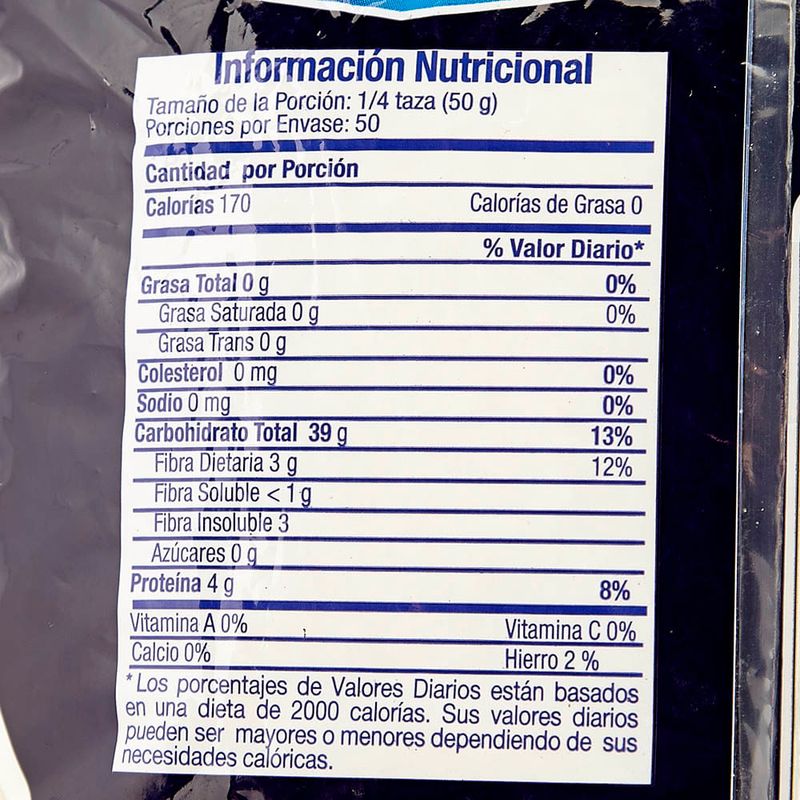 Información Nutricional
Tamaño de la Porción: 1/4 taza (50 g)
Porciones por Envase: 50
Cantidad por Porción
Calorías 170 Calorías de Grasa 0
% Valor Diario*
Grasa Total 0 g 0%
Grasa Saturada 0 g 0%
Grasa Trans 0 g
Colesterol 0 mg 0%
Sodio 0 mg 0%
Carbohidrato Total 39 g 13%
Fibra Dietaria 3 g 12%
Fibra Soluble < 1 g
Fibra Insoluble 3
Azúcares 0 g
Proteína 4 g 8%
Vitamina A 0% Vitamina C 0%
Calcio 0% Hierro 2 %
* Los porcentajes de Valores Diarios están basados
en una dieta de 2000 calorías. Sus valores diarios
pueden ser mayores o menores dependiendo de sus
necesidades calóricas.